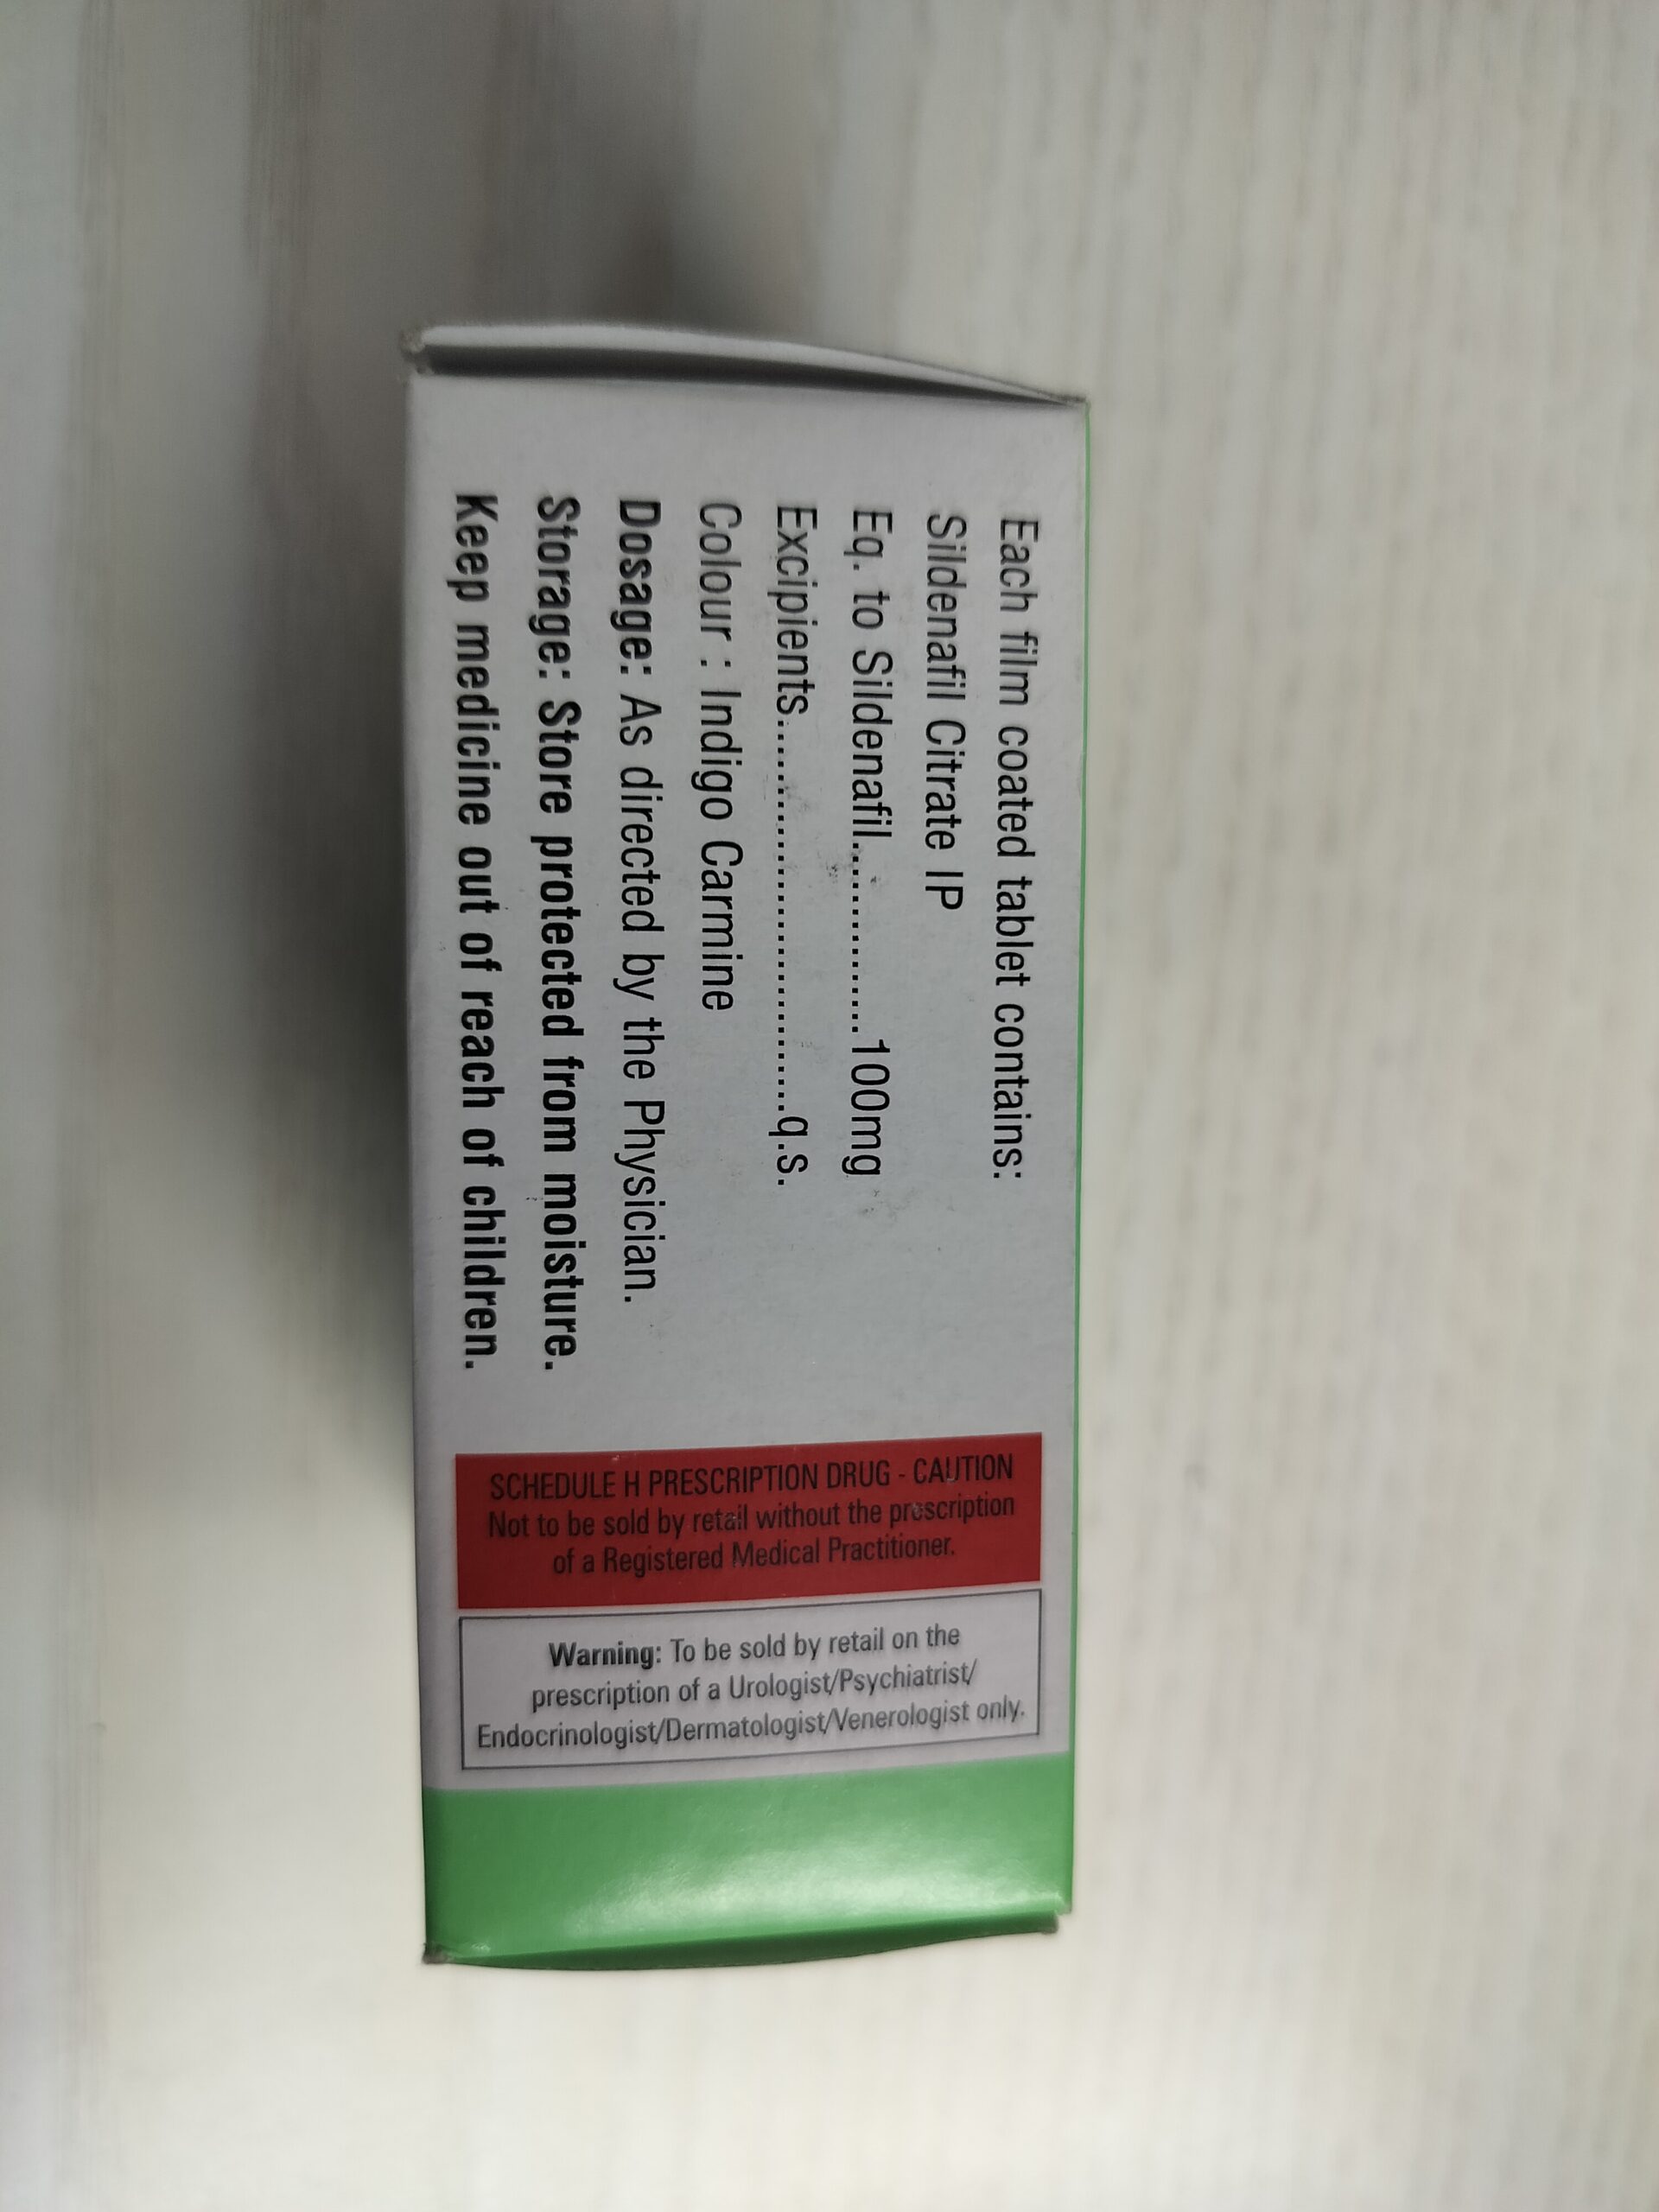 Each film coated tablet contains:
Sildenafil Citrate IP
Eq. to Sildenafil................100mg
Excipients................................q.s.
Colour : Indigo Carmine
Dosage: As directed by the Physician.
Storage: Store protected from moisture.
Keep medicine out of reach of children.
SCHEDULE H PRESCRIPTION DRUG - CAUTION
Not to be sold by retail without the prescription
of a Registered Medical Practitioner.
Warning: To be sold by retail on the
prescription of a Urologist/Psychiatrist/
Endocrinologist/Dermatologist/Venerologist only.